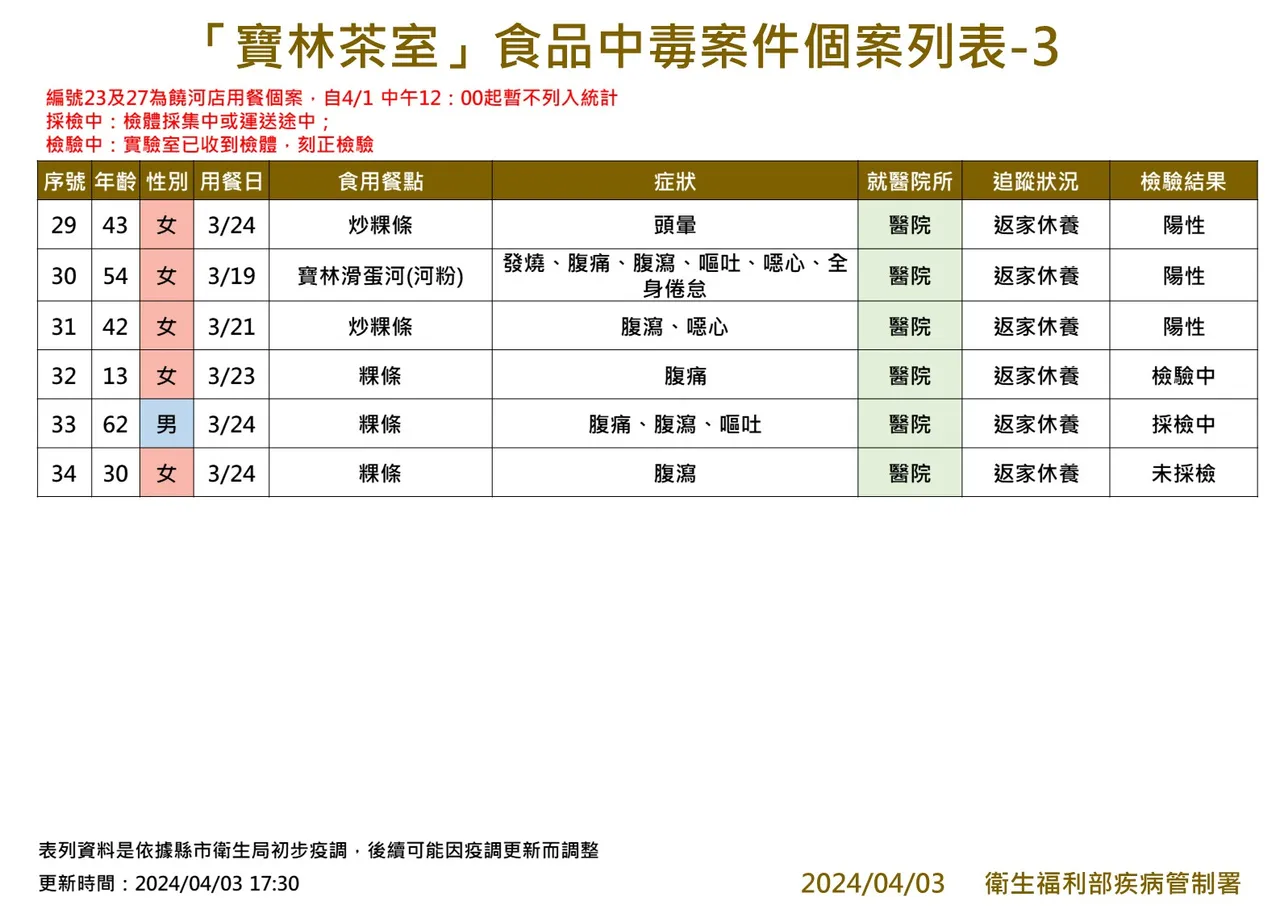 「寶林茶室」食品中毒案件個案列表-3
編號23及27為饒河店用餐個案，自4/1 中午12：00起暫不列入統計
採檢中：檢體採集中或運送途中；
檢驗中：實驗室已收到檢體，刻正檢驗
序號 年齡 性別 用餐日 食用餐點 症狀 就醫院所 追蹤狀況 檢驗結果
29 43 女 3/24 炒粿條 頭暈 醫院 返家休養 陽性
30 54 女 3/19 寶林滑蛋河(河粉) 發燒、腹痛、腹瀉、嘔吐、噁心、全
身倦怠 醫院 返家休養 陽性
31 42 女 3/21 炒粿條 腹瀉、噁心 醫院 返家休養 陽性
32 13 女 3/23 粿條 腹痛 醫院 返家休養 檢驗中
33 62 男 3/24 粿條 腹痛、腹瀉、嘔吐 醫院 返家休養 採檢中
34 30 女 3/24 粿條 腹瀉 醫院 返家休養 未採檢
表列資料是依據縣市衛生局初步疫調，後續可能因疫調更新而調整
更新時間：2024/04/03 17:30
2024/04/03 衛生福利部疾病管制署